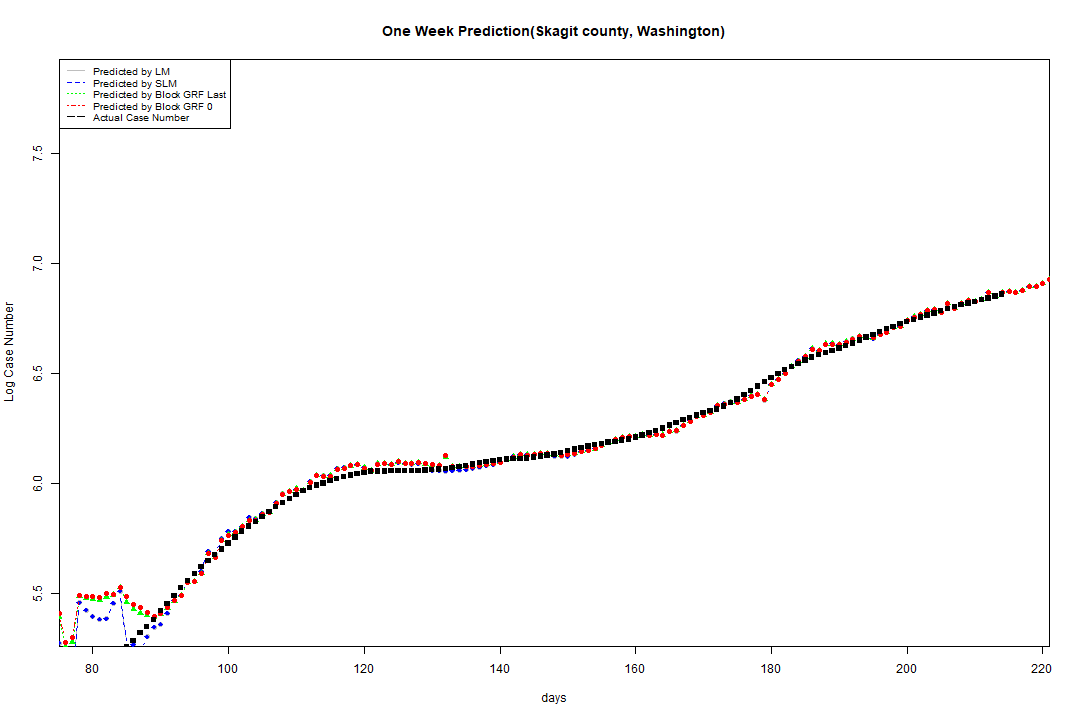 One Week Prediction(Skagit county, Washington)
Predicted by LM
Predicted by SLM
Predicted by Block GRF Last
Predicted by Block GRF 0
Actual Case Number
7.5
7.0
6.5
6.0
5.5
Log Case Number
80 100 120 140 160 180 200 220
days